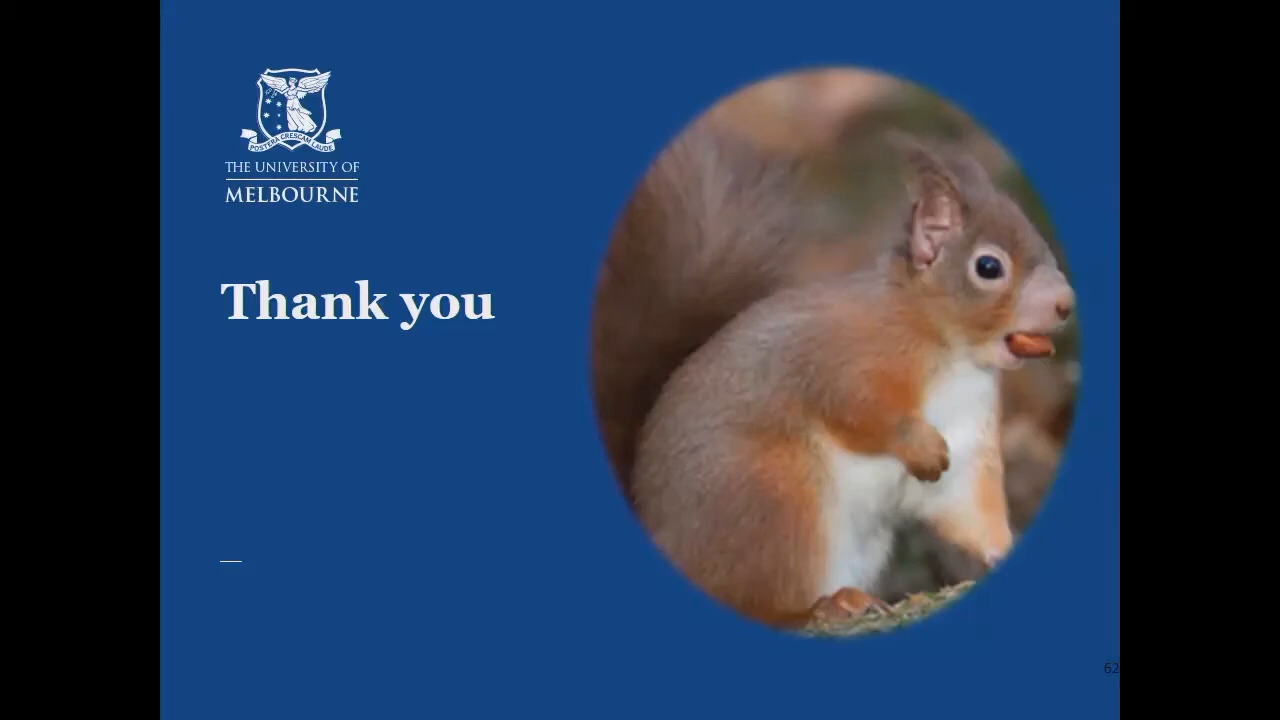 POSTERA CRESCAM LAUDE
THE UNIVERSITY OF
MELBOURNE
Thank you
62